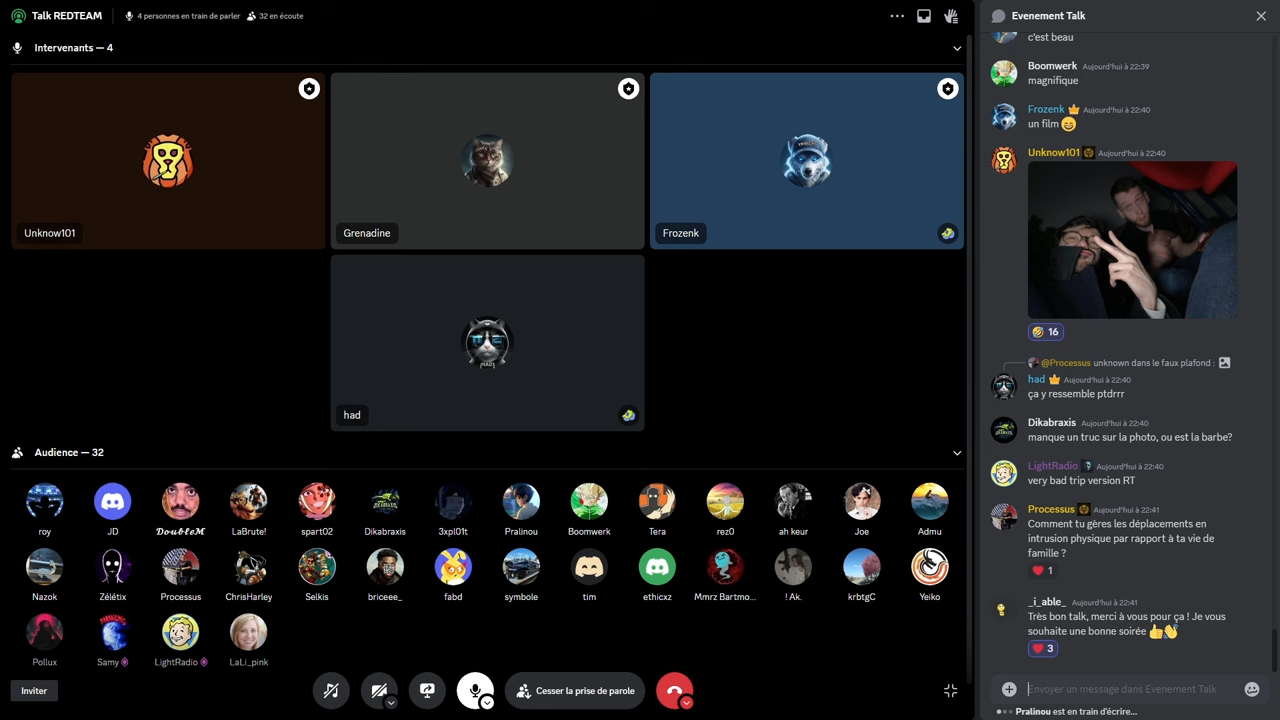 Talk REDTEAM
4 personnes en train de parler
32 en écoute
Intervenants — 4
Unknow101
Grenadine
Frozenk
had
Audience — 32
roy
JD
𝓓𝓸𝓾𝓫𝓵𝓮𝓜
LaBrute!
spart02
Dikabraxis
3xpl01t
Pralinou
Boomwerk
Tera
rez0
ah keur
Joe
Admu
Nazok
Zélétix
Processus
ChrisHarley
Selkis
briceee_
fabd
symbole
tim
ethicxz
Mmrz Bartmo...
! Ak.
krbtgC
Yeiko
Pollux
Samy
LightRadio
LaLi_pink
Inviter
Cesser la prise de parole
Evenement Talk
c'est beau
Boomwerk Aujourd'hui à 22:39
magnifique
Frozenk Aujourd'hui à 22:40
un film 😄
Unknow101 Aujourd'hui à 22:40
🤣 16
@Processus unknown dans le faux plafond :
had Aujourd'hui à 22:40
ça y ressemble ptdrrr
Dikabraxis Aujourd'hui à 22:40
manque un truc sur la photo, ou est la barbe?
LightRadio Aujourd'hui à 22:40
very bad trip version RT
Processus Aujourd'hui à 22:41
Comment tu gères les déplacements en
intrusion physique par rapport à ta vie de
famille ?
❤️ 1
_i_able_ Aujourd'hui à 22:41
Très bon talk, merci à vous pour ça ! Je vous
souhaite une bonne soirée 👍👋
❤️ 3
Envoyer un message dans Evenement Talk
Pralinou est en train d'écrire...